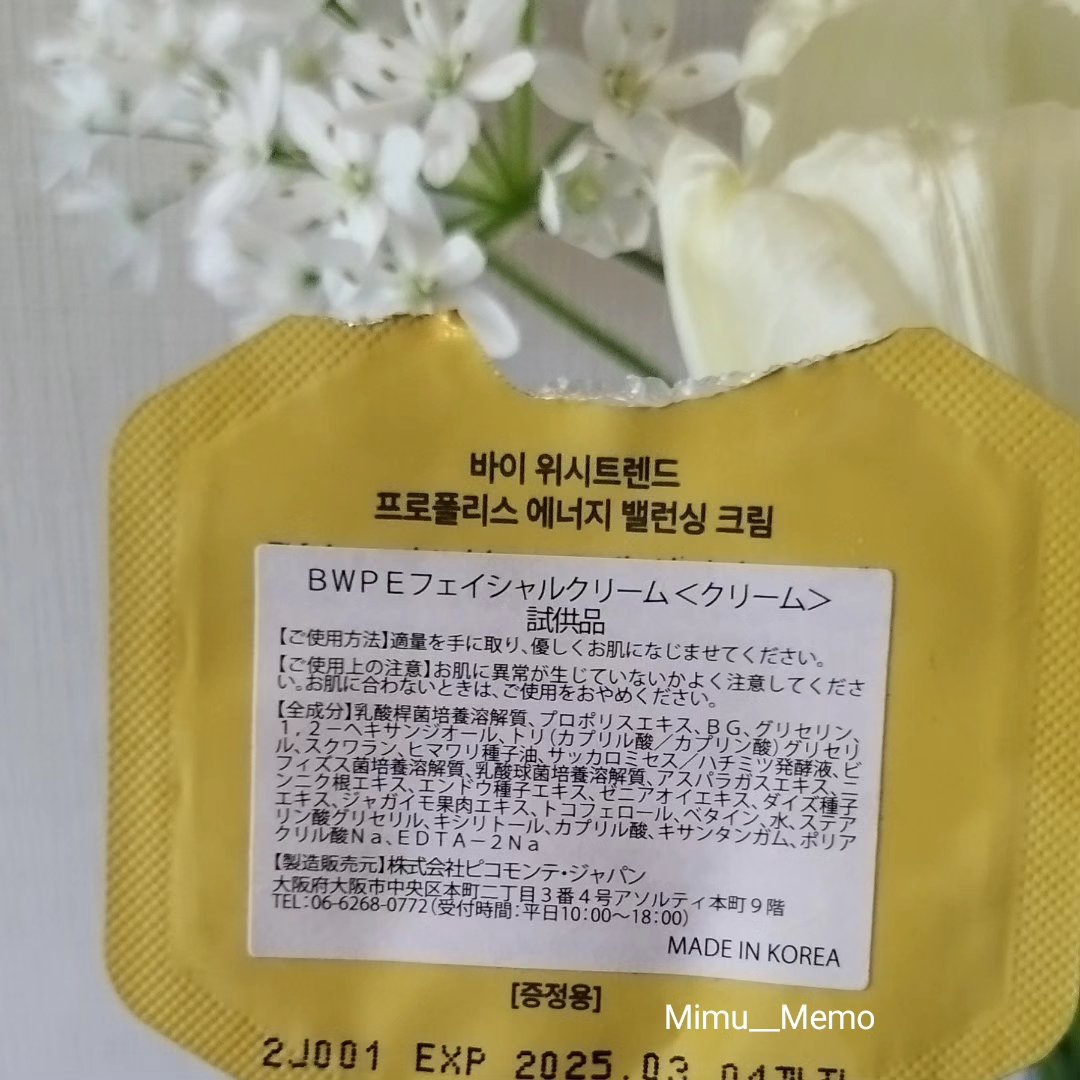 바이 위시트렌드
프로폴리스 에너지 밸런싱 크림
BWPEフェイシャルクリーム<クリーム>
試供品
【ご使用方法】適量を手に取り、優しくお肌になじませてください。
【ご使用上の注意】お肌に異常が生じていないかよく注意してくださ
い。お肌に合わないときは、ご使用をおやめください。
【全成分】乳酸桿菌培養溶解質、プロポリスエキス、BG、グリセリン、
1,2-ヘキサンジオール、トリ(カプリル酸/カプリン酸)グリセリ
ル、スクワラン、ヒマワリ種子油、サッカロミセス/ハチミツ発酵液、ビ
フィズス菌培養溶解質、乳酸球菌培養溶解質、アスパラガスエキス、ニ
ンニク根エキス、エンドウ種子エキス、ゼニアオイエキス、ダイズ種子
エキス、ジャガイモ果肉エキス、トコフェロール、ベタイン、水、ステア
リン酸グリセリル、キシリトール、カプリル酸、キサンタンガム、ポリア
クリル酸Na、EDTA-2Na
【製造販売元】株式会社ピコモンテ・ジャパン
大阪府大阪市中央区本町二丁目3番4号アソルティ本町9階
TEL:06-6268-0772(受付時間:平日10:00~18:00)
MADE IN KOREA
[증정용]
Mimu__Memo
2J001 EXP 2025.03.04까지